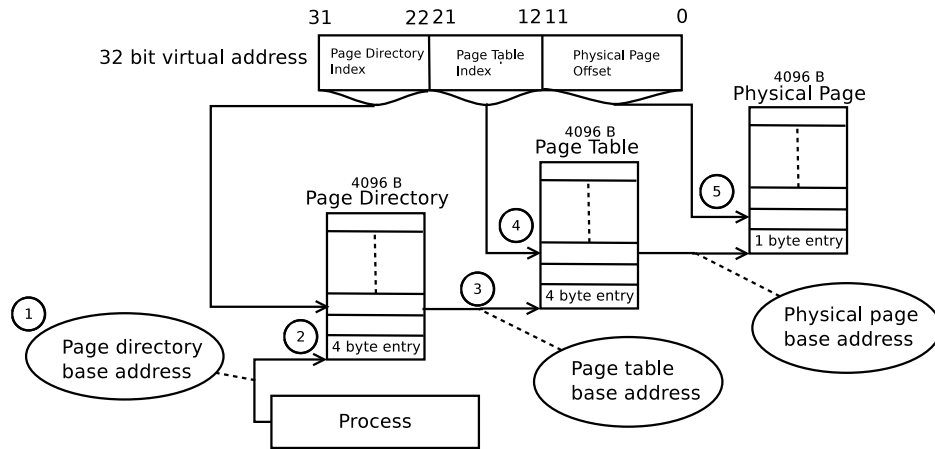 31 22 21 12 11 0
32 bit virtual address
Page Directory
Index
Page Table
Index
Physical Page
Offset
4096 B
Physical Page
1 byte entry
4096 B
Page Table
4 byte entry
4096 B
Page Directory
4 byte entry
1
2
3
4
5
Page directory
base address
Process
Page table
base address
Physical page
base address